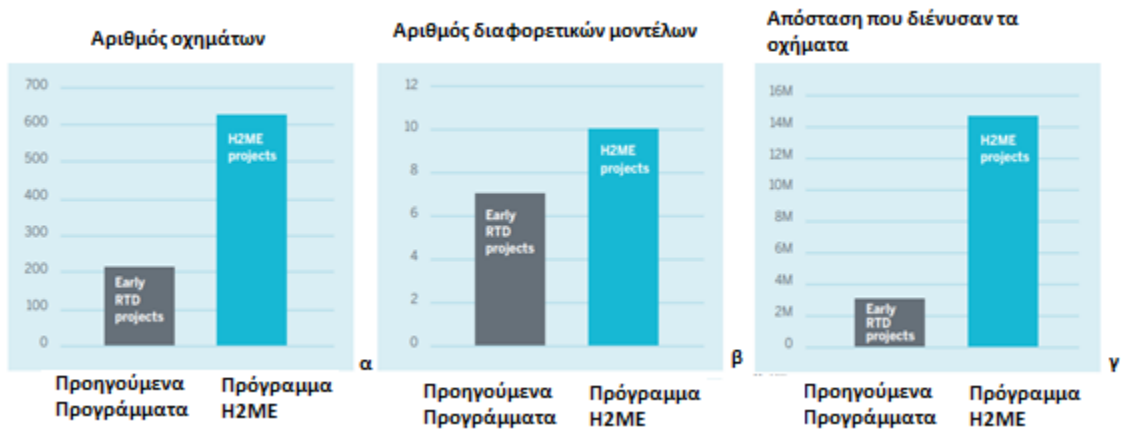 Αριθμός οχημάτων
700
600
500
400
300
200
100
0
H2ME
projects
Early
RTD
projects
α
Προηγούμενα
Προγράμματα
Πρόγραμμα
H2ME
Αριθμός διαφορετικών μοντέλων
12
10
8
6
4
2
0
H2ME
projects
Early
RTD
projects
β
Προηγούμενα
Προγράμματα
Πρόγραμμα
H2ME
Απόσταση που διένυσαν τα
οχήματα
16M
14M
12M
10M
8M
6M
4M
2M
0
H2ME
projects
Early
RTD
projects
γ
Προηγούμενα
Προγράμματα
Πρόγραμμα
H2ME